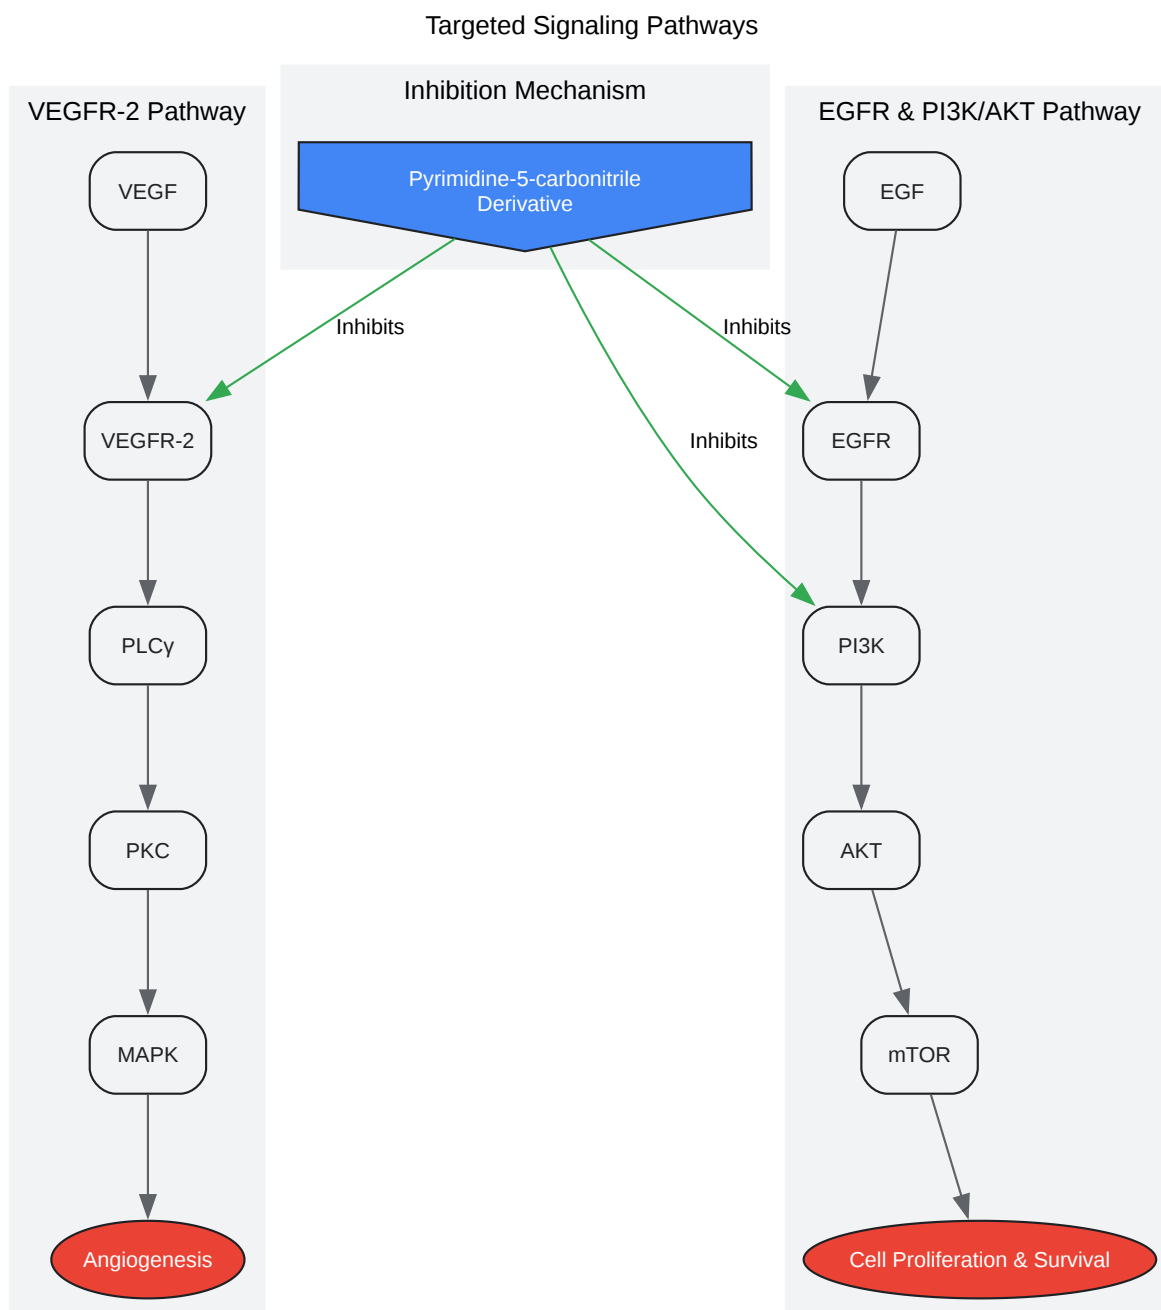 Targeted Signaling Pathways
Inhibition Mechanism
VEGFR-2 Pathway
EGFR & PI3K/AKT Pathway
Pyrimidine-5-carbonitrile
Derivative
VEGF
EGF
Inhibits
Inhibits
Inhibits
VEGFR-2
EGFR
PLCγ
PI3K
PKC
AKT
MAPK
mTOR
Angiogenesis
Cell Proliferation & Survival